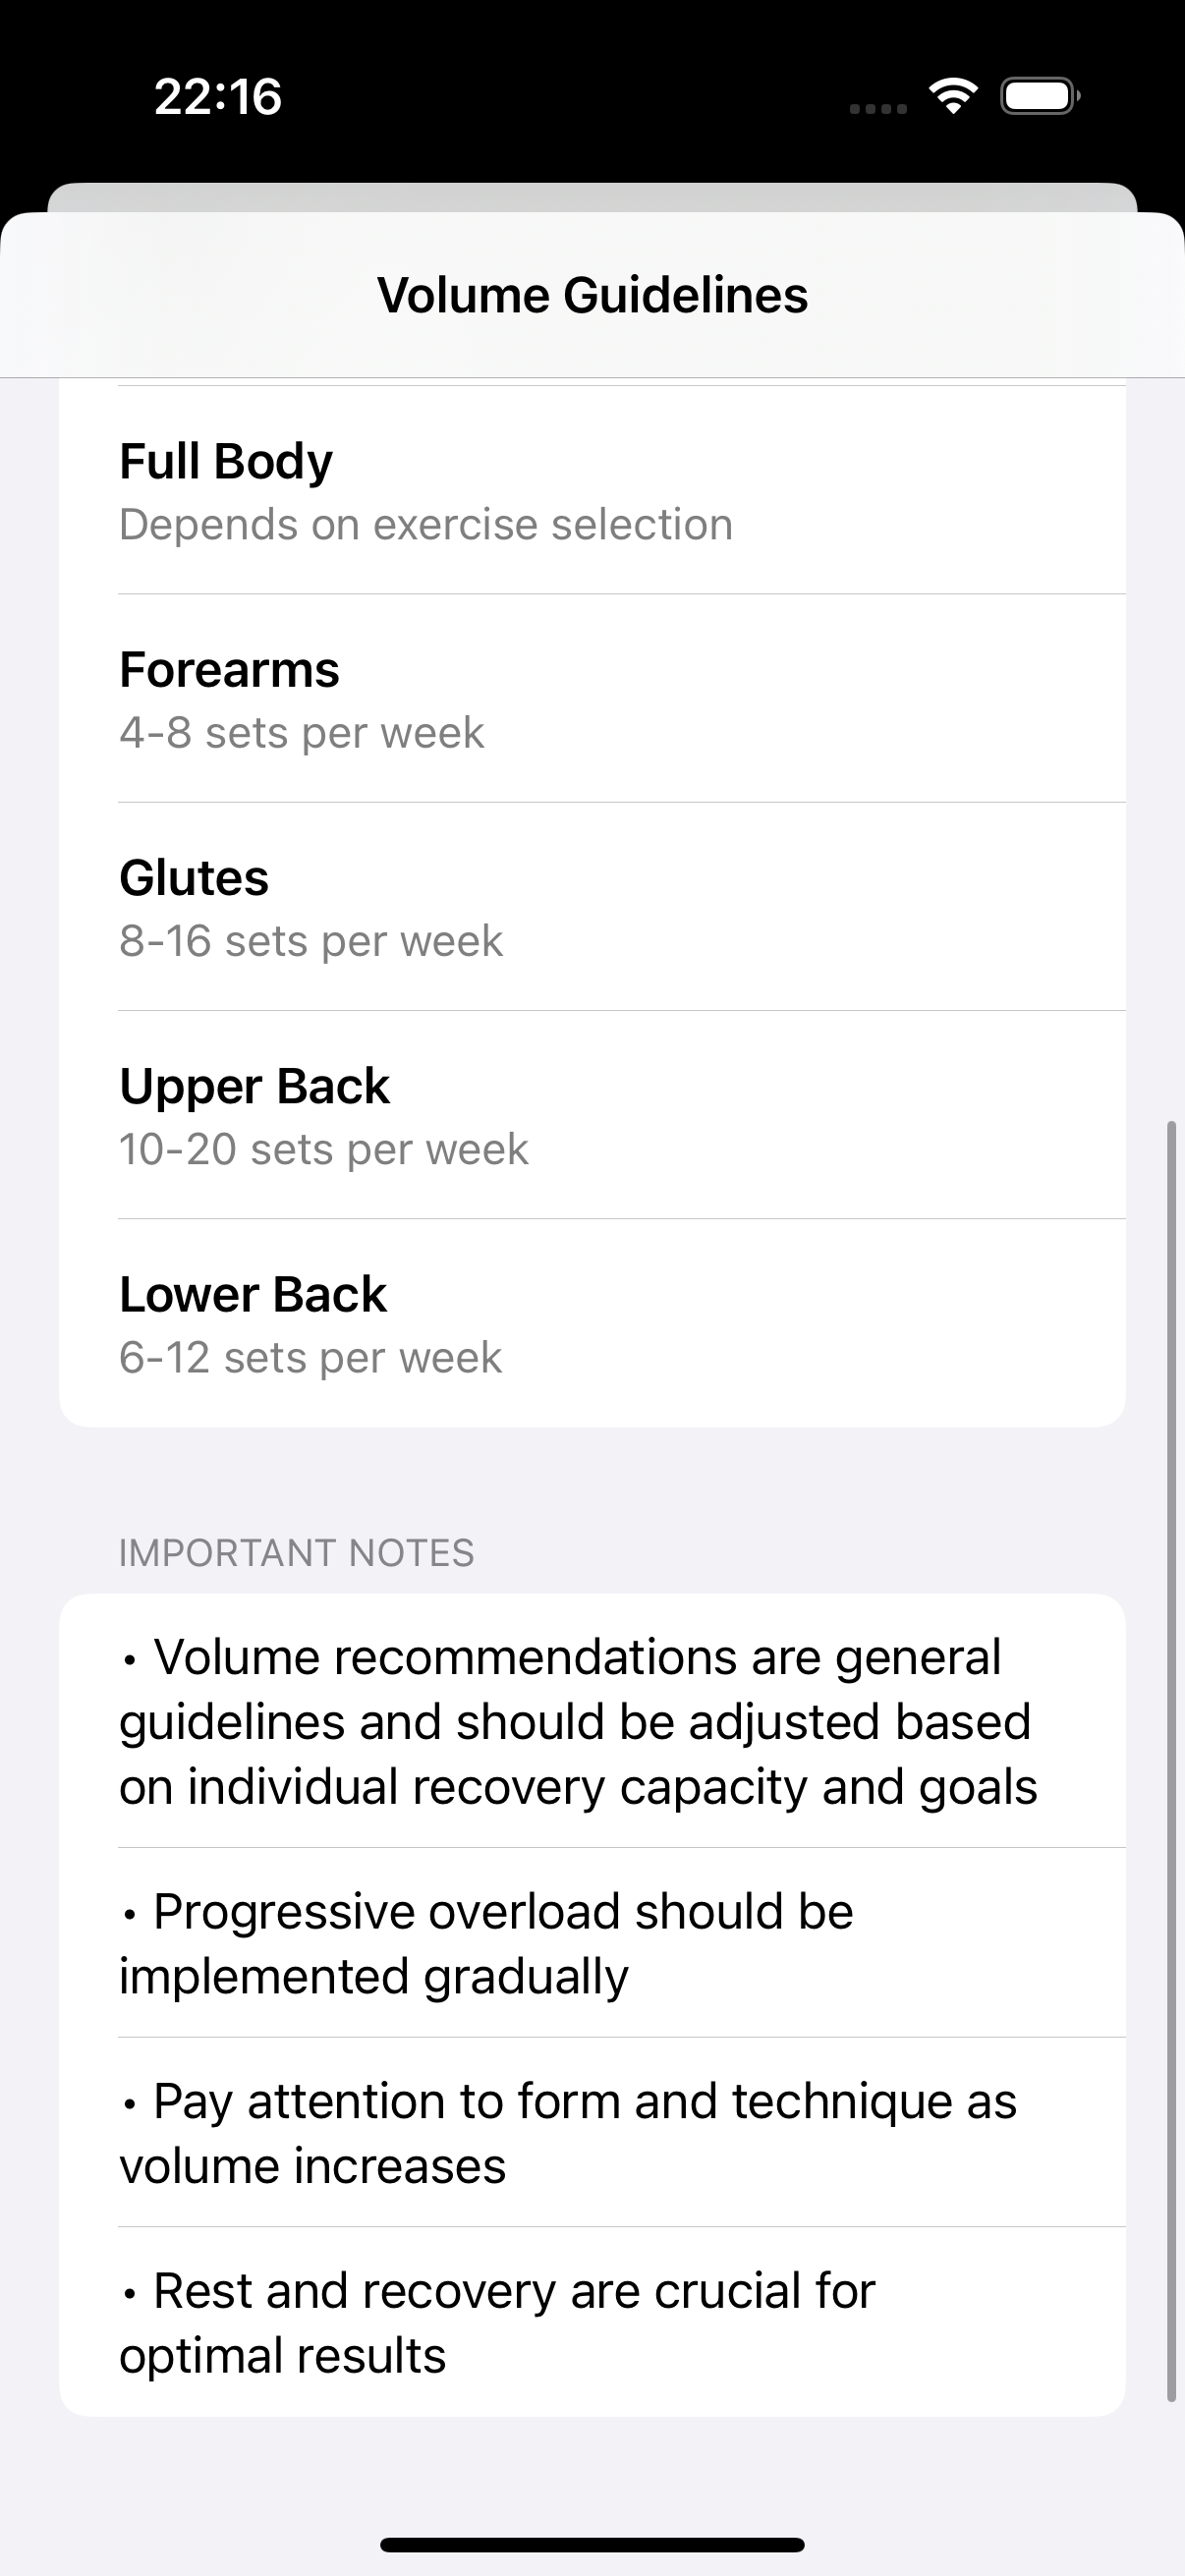 22:16
Volume Guidelines
Full Body
Depends on exercise selection
Forearms
4-8 sets per week
Glutes
8-16 sets per week
Upper Back
10-20 sets per week
Lower Back
6-12 sets per week
IMPORTANT NOTES
• Volume recommendations are general
guidelines and should be adjusted based
on individual recovery capacity and goals
• Progressive overload should be
implemented gradually
• Pay attention to form and technique as
volume increases
• Rest and recovery are crucial for
optimal results